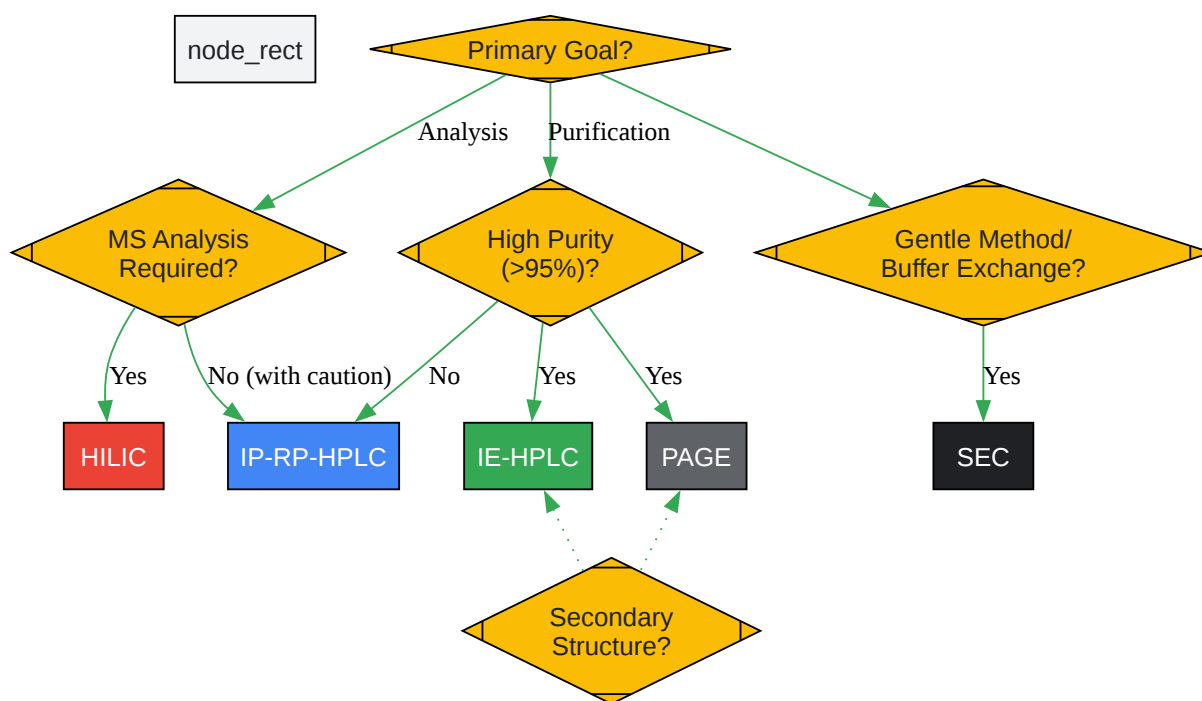 node_rect
Primary Goal?
Analysis
Purification
MS Analysis
Required?
High Purity
(>95%)?
Gentle Method/
Buffer Exchange?
Yes
No (with caution)
No
Yes
Yes
Yes
HILIC
IP-RP-HPLC
IE-HPLC
PAGE
SEC
Secondary
Structure?